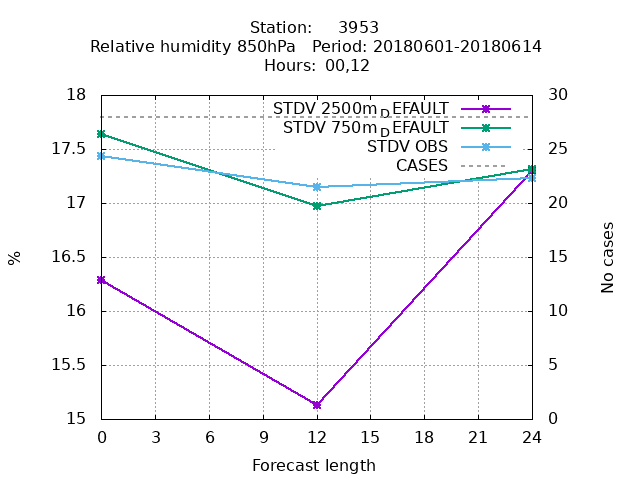 Station: 3953
Relative humidity 850hPa Period: 20180601-20180614
Hours: 00,12
18 30
STDV 2500m_DEFAULT
STDV 750m_DEFAULT
STDV OBS
CASES
17.5 25
17 20
16.5 15
16 10
15.5 5
15 0
%
No cases
0 3 6 9 12 15 18 21 24
Forecast length